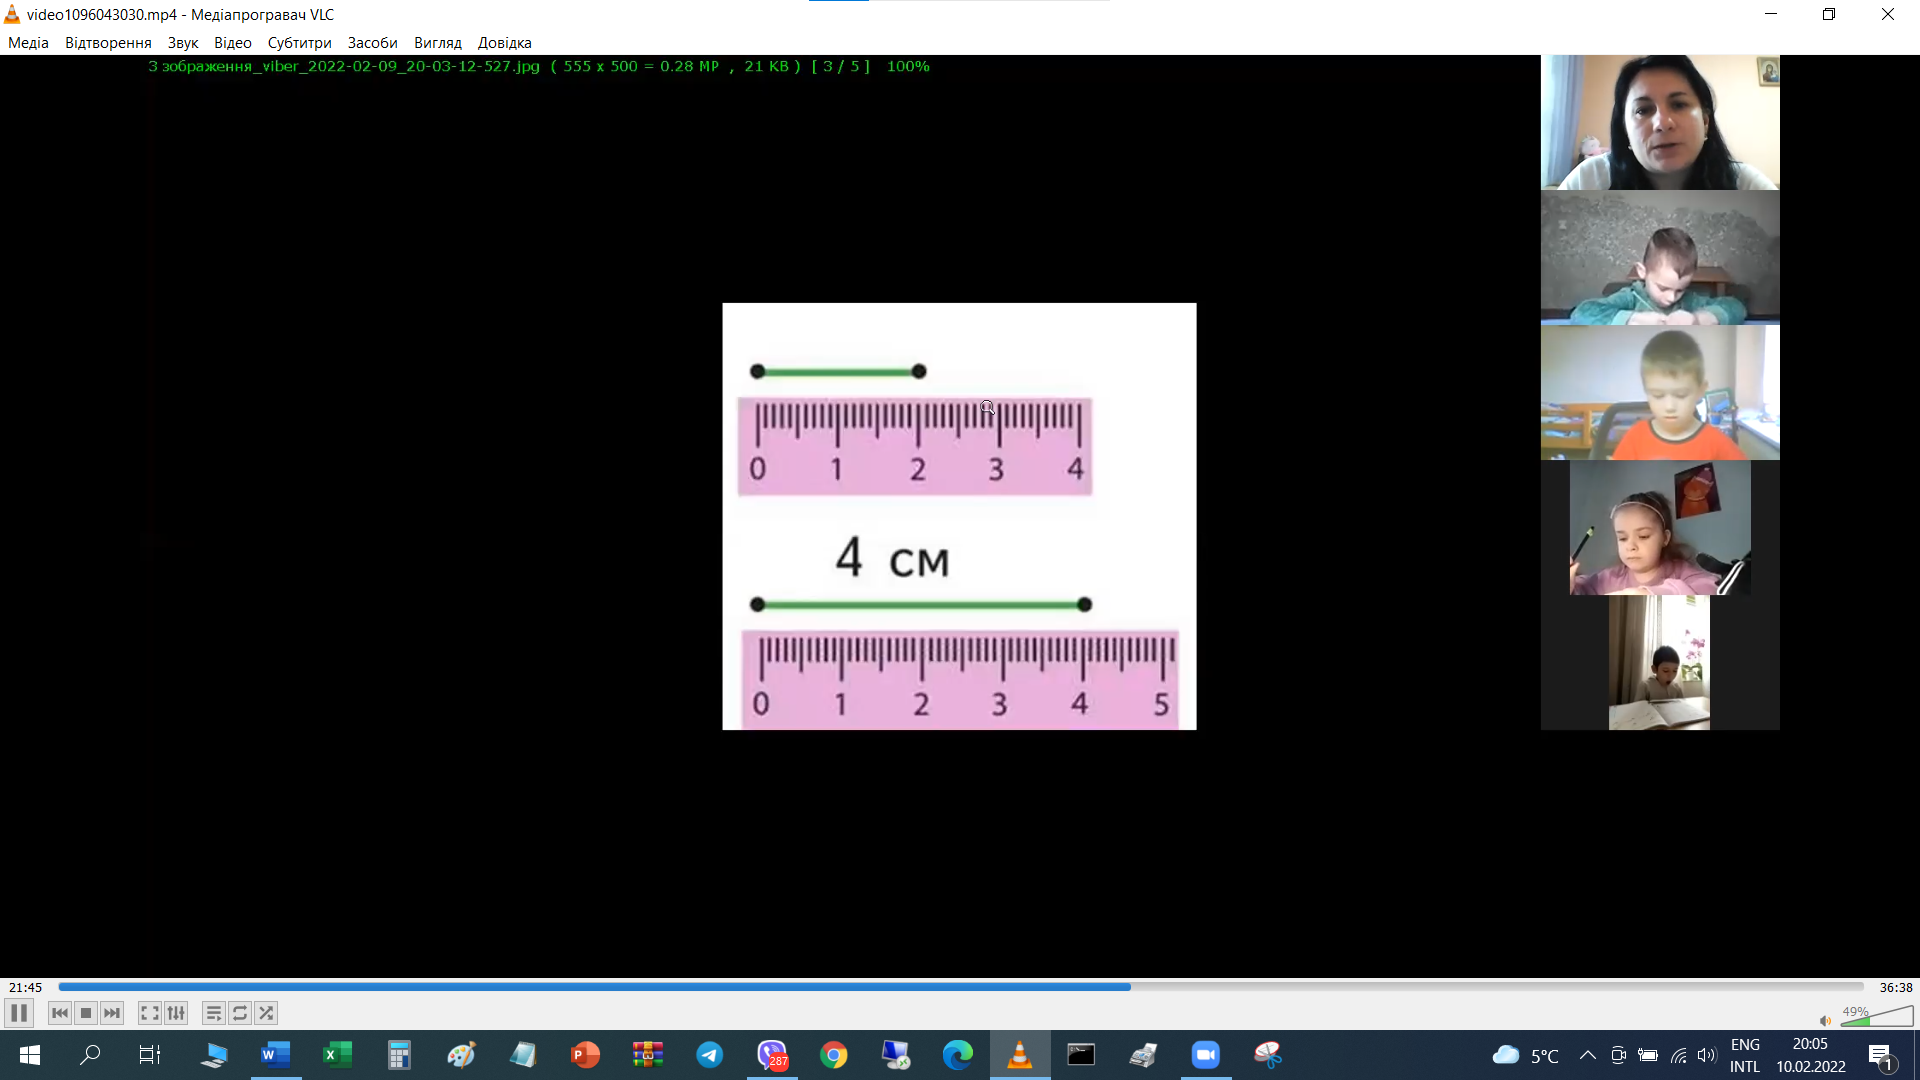 video1096043030.mp4 - Медіапрогравач VLC
Медіа Відтворення Звук Відео Субтитри Засоби Вигляд Довідка
3 зображення_viber_2022-02-09_20-03-12-527.jpg ( 555 x 500 = 0.28 MP , 21 KB ) [ 3 / 5 ] 100%
0 1 2 3 4
4 см
0 1 2 3 4 5
21:45
36:38
49%
287
5°C
ENG
INTL
20:05
10.02.2022
1